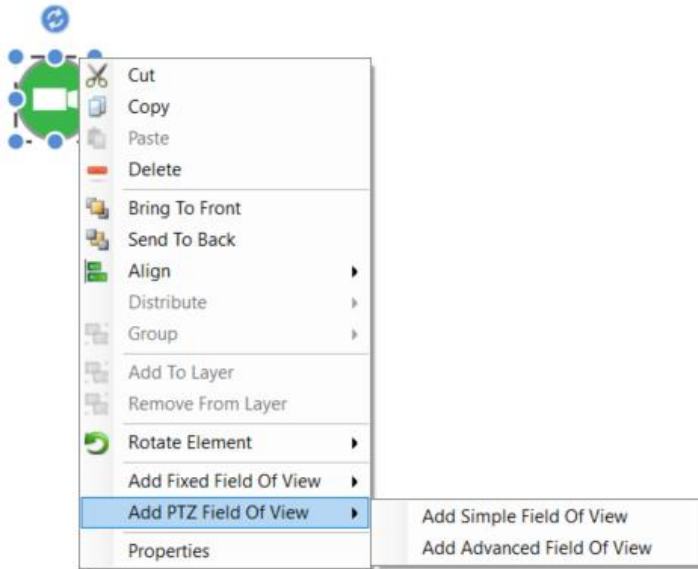 Cut
Copy
Paste
Delete
Bring To Front
Send To Back
Align
Distribute
Group
Add To Layer
Remove From Layer
Rotate Element
Add Fixed Field Of View
Add PTZ Field Of View
Add Simple Field Of View
Add Advanced Field Of View
Properties